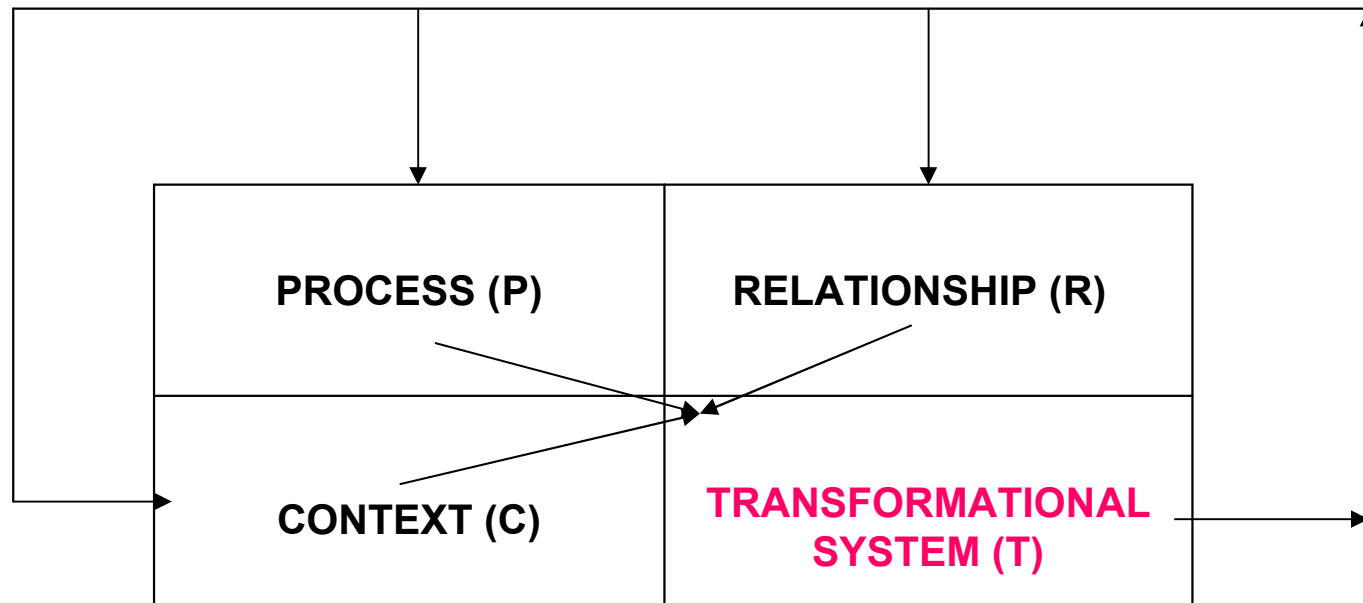 PROCESS (P)
RELATIONSHIP (R)
CONTEXT (C)
TRANSFORMATIONAL
SYSTEM (T)